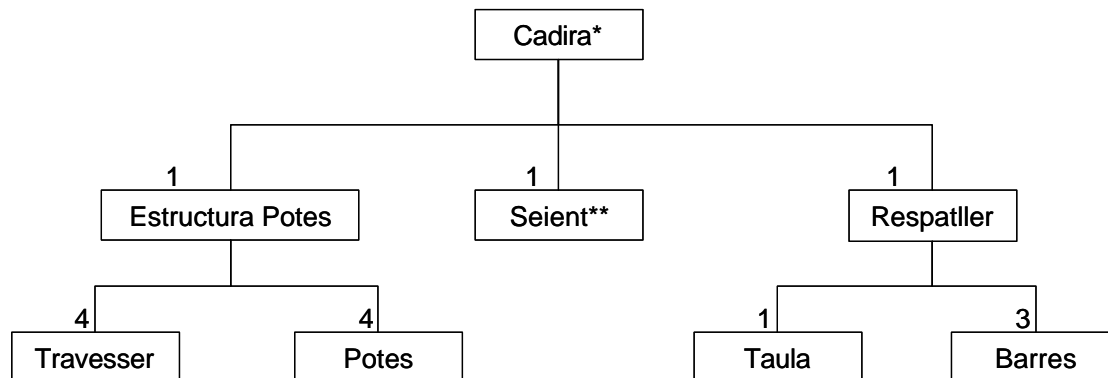 Cadira*
1
1
1
Estructura Potes
Seient**
Respatller
4
4
1
3
Travesser
Potes
Taula
Barres